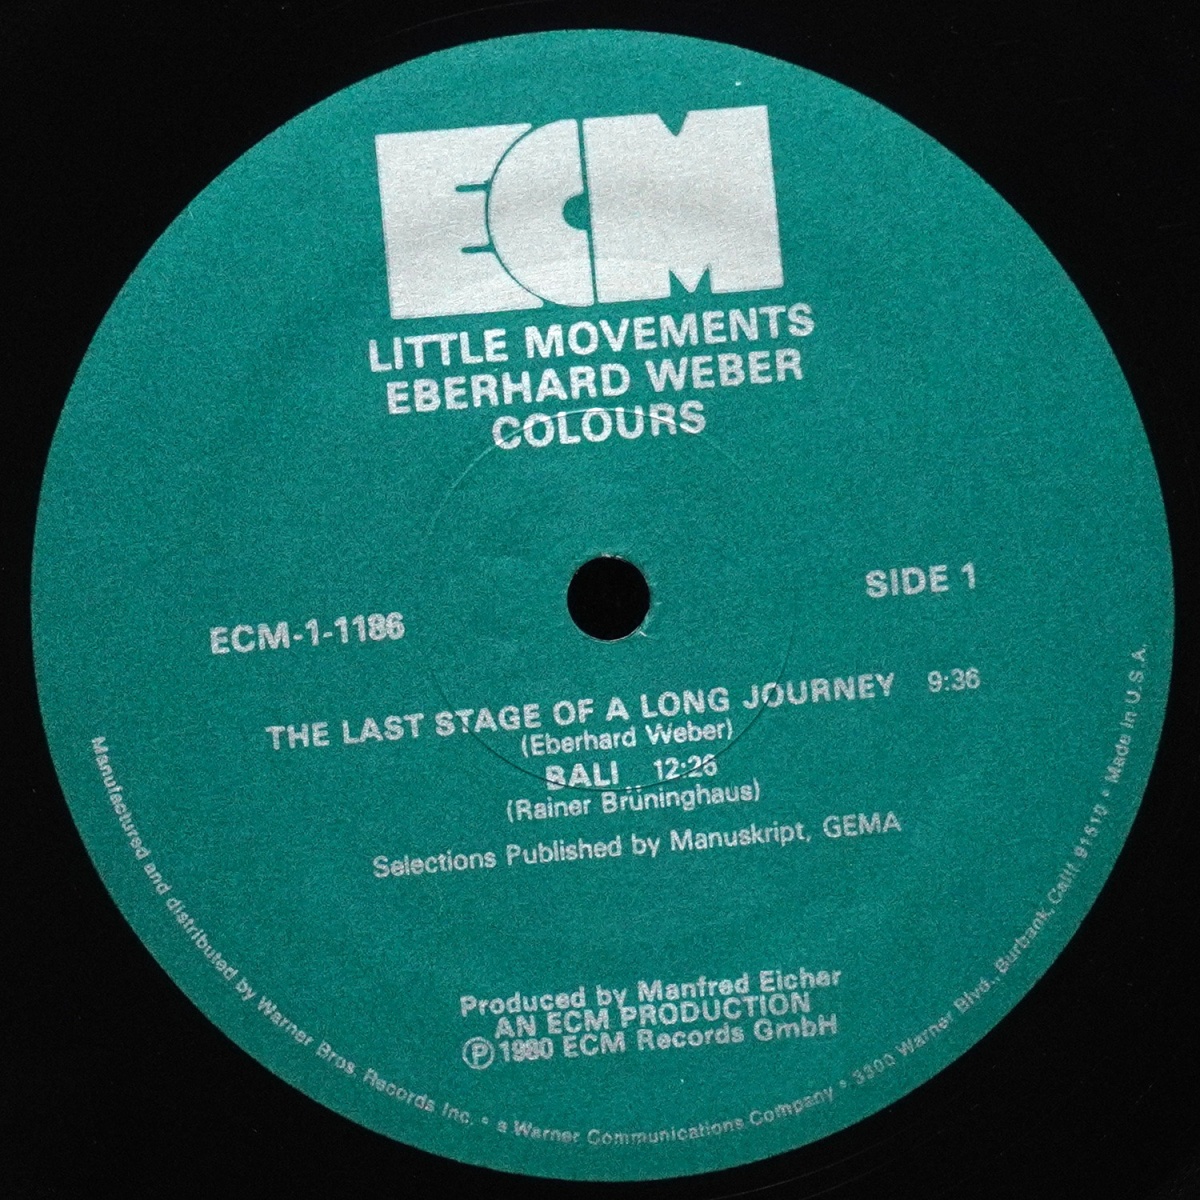 ECM
LITTLE MOVEMENTS
EBERHARD WEBER
COLOURS
SIDE 1
ECM-1-1186
THE LAST STAGE OF A LONG JOURNEY 9:36
(Eberhard Weber)
BALI 12:26
(Rainer Brüninghaus)
Selections Published by Manuskript, GEMA
Produced by Manfred Eicher
AN ECM PRODUCTION
℗ 1980 ECM Records GmbH
Manufactured and distributed by Warner Bros. Records Inc. • a Warner Communications Company • 3300 Warner Blvd., Burbank, Calif. 91510 • Made in U.S.A.